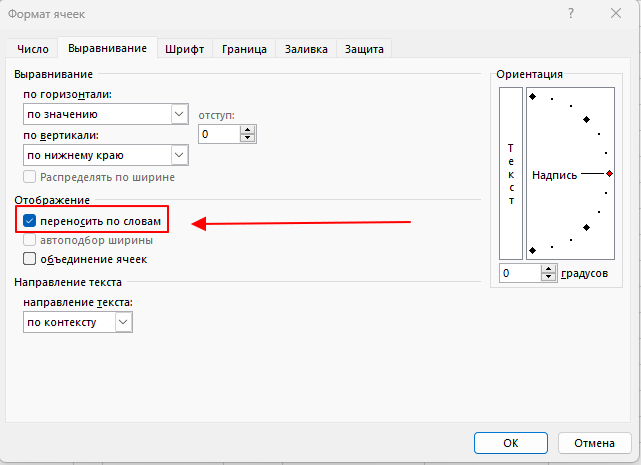 Формат ячеек
Число Выравнивание Шрифт Граница Заливка Защита
Выравнивание
по горизонтали:
по значению
отступ:
0
по вертикали:
по нижнему краю
Распределять по ширине
Отображение
переносить по словам
автоподбор ширины
объединение ячеек
Направление текста
направление текста:
по контексту
Ориентация
Текст
Надпись
0 градусов
ОК Отмена